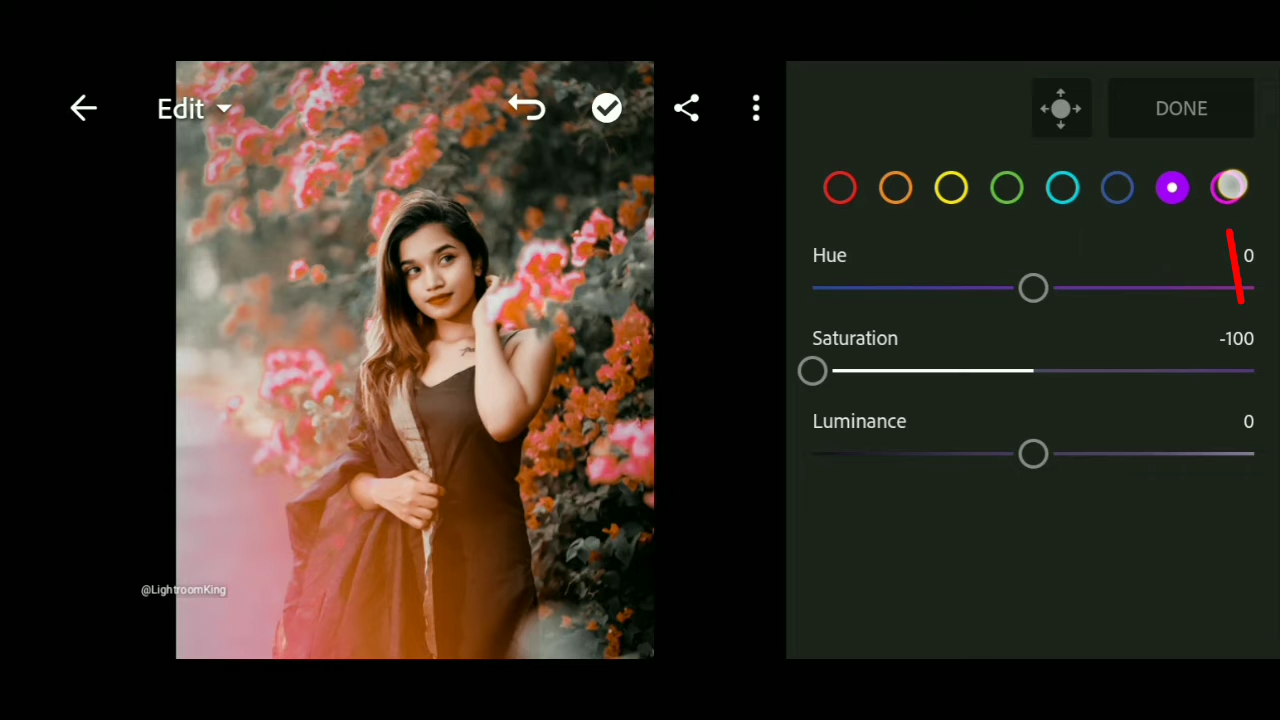 Edit
DONE
Hue 0
Saturation -100
Luminance 0
@LightroomKing